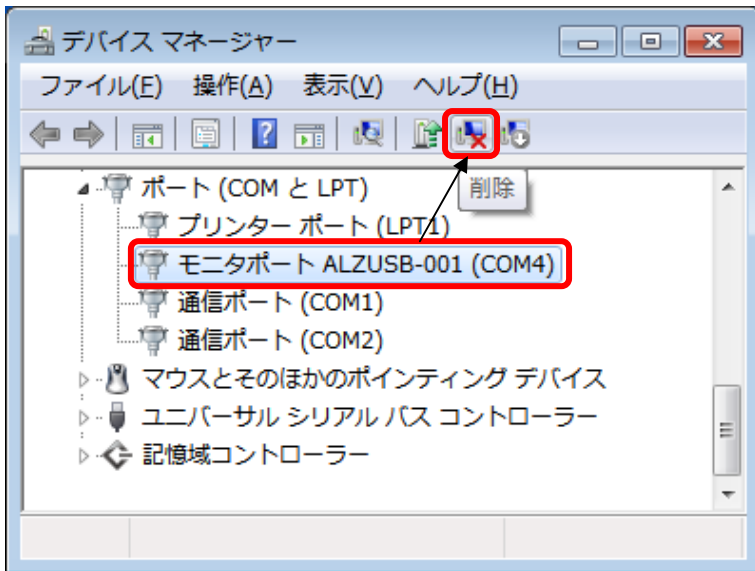 デバイス マネージャー
ファイル(F) 操作(A) 表示(V) ヘルプ(H)
ポート (COM と LPT)
削除
プリンター ポート (LPT1)
モニタポート ALZUSB-001 (COM4)
通信ポート (COM1)
通信ポート (COM2)
マウスとそのほかのポインティング デバイス
ユニバーサル シリアル バス コントローラー
記憶域コントローラー